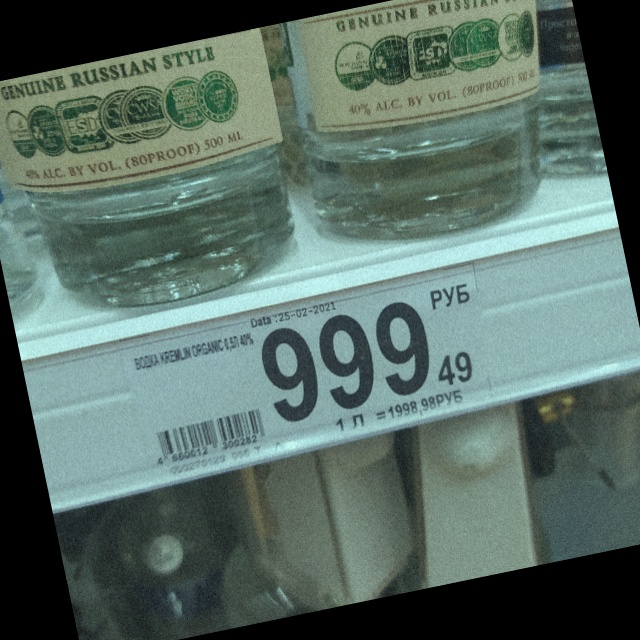 GENUINE RUSSIAN STYLE
40% ALC. BY VOL. (80PROOF) 500 ML
GENUINE RUSSIAN
40% ALC. BY VOL. (80PROOF)
Data :25-02-2021
ВОДКА KREMLIN ORGANIC 0,5Л 40%
999
РУБ
49
1 Л =1998,98РУБ